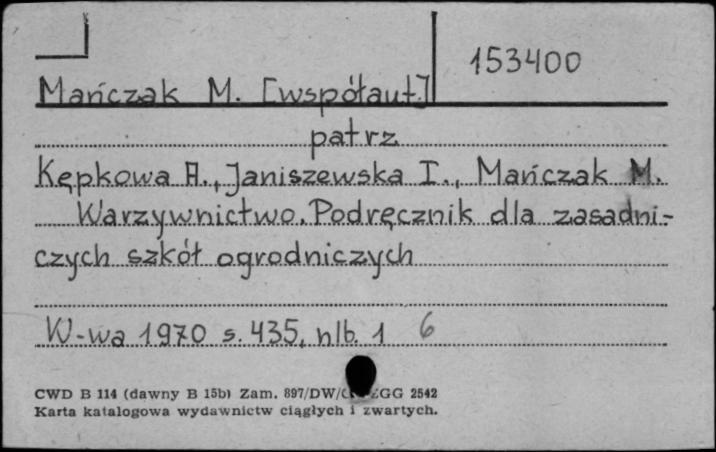 153400
Mańczak M. [współaut.]
patrz
Kępkowa A., Janiszewska I., Mańczak M.
Warzywnictwo. Podręcznik dla zasadni-
czych szkół ogrodniczych
W-wa 1970 s. 435, nlb. 1 6
CWD B 114 (dawny B 15b) Zam. 897/DW/ ZGG 2542
Karta katalogowa wydawnictw ciągłych i zwartych.